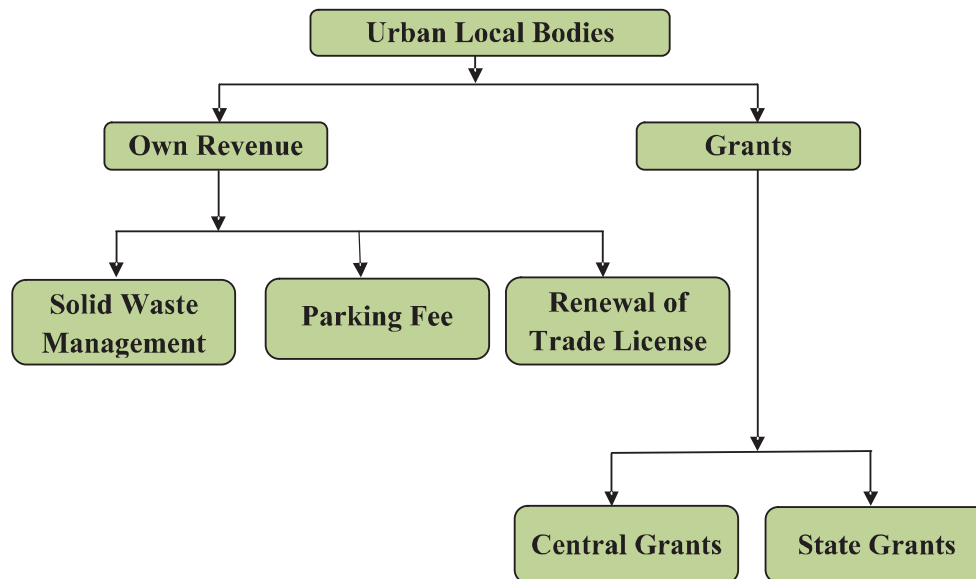 Urban Local Bodies
Own Revenue
Grants
Solid Waste
Management
Parking Fee
Renewal of
Trade License
Central Grants
State Grants